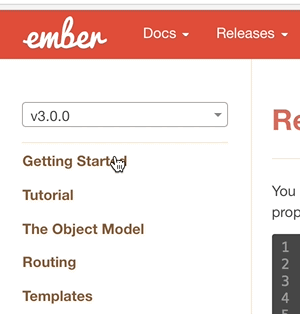 ember Docs Releases
v3.0.0
Re
Getting Started
Tutorial
You
The Object Model
prop
Routing
1
2
3
Templates
4
5